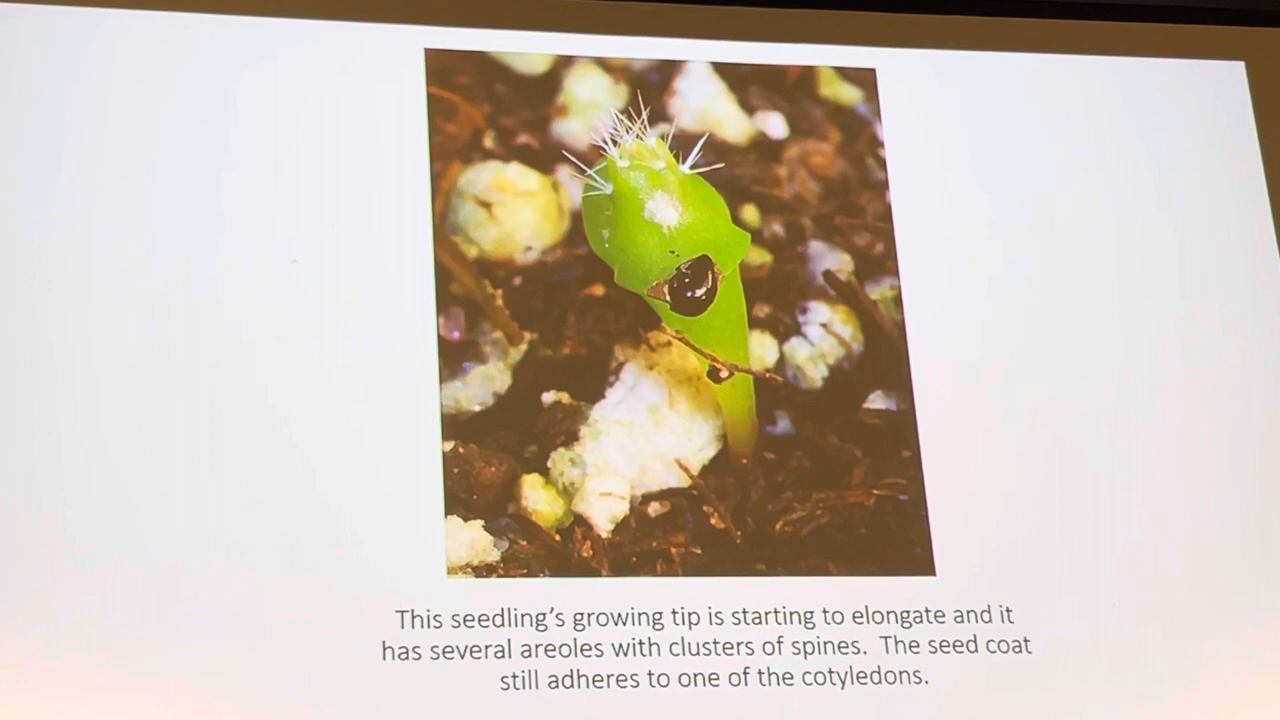 This seedling’s growing tip is starting to elongate and it
has several areoles with clusters of spines. The seed coat
still adheres to one of the cotyledons.